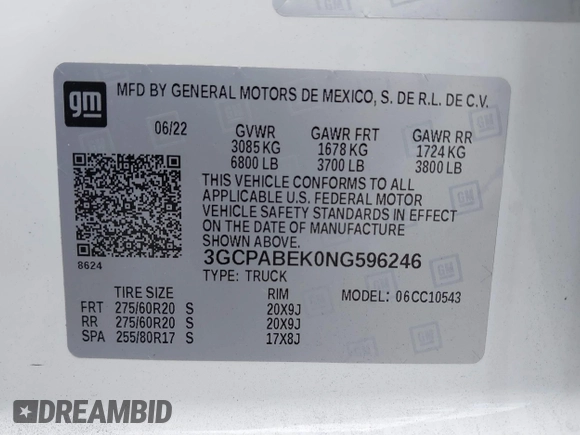 gm MFD BY GENERAL MOTORS DE MEXICO, S. DE R.L. DE C.V.
06/22 GVWR GAWR FRT GAWR RR
3085 KG 1678 KG 1724 KG
6800 LB 3700 LB 3800 LB
THIS VEHICLE CONFORMS TO ALL
APPLICABLE U.S. FEDERAL MOTOR
VEHICLE SAFETY STANDARDS IN EFFECT
ON THE DATE OF MANUFACTURE
SHOWN ABOVE.
8624 3GCPABEK0NG596246
TYPE: TRUCK
TIRE SIZE RIM MODEL: 06CC10543
FRT 275/60R20 S 20X9J
RR 275/60R20 S 20X9J
SPA 255/80R17 S 17X8J
DREAMBID